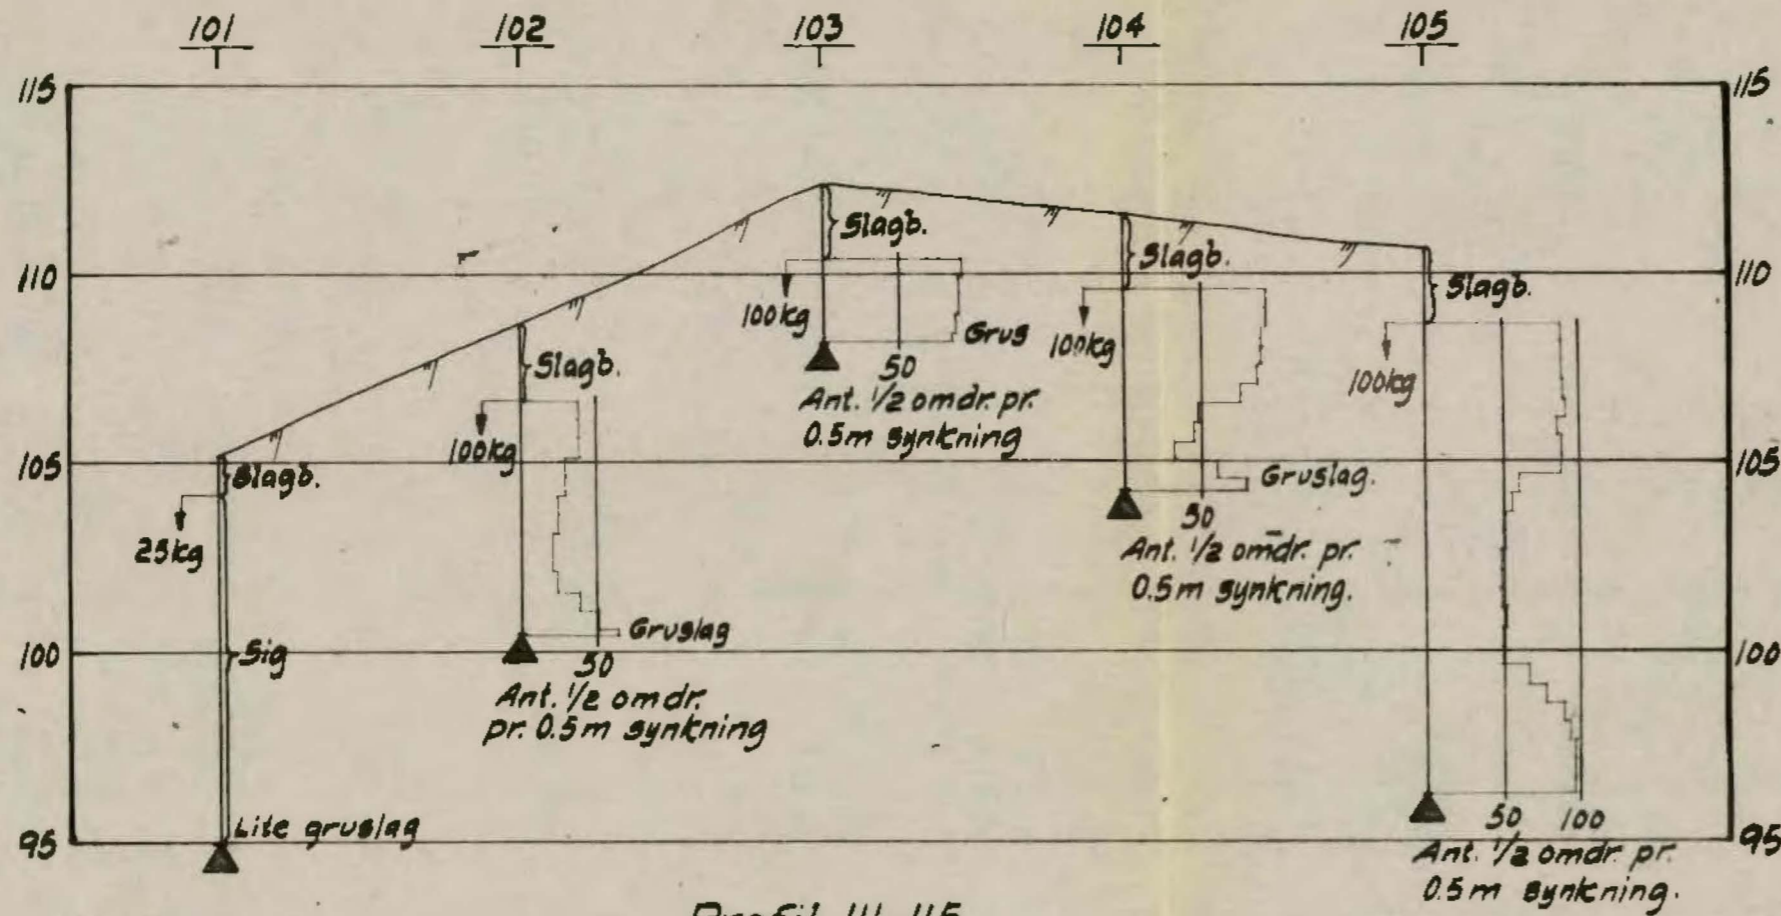 101 102 103 104 105
115 115
Slagb.
Slagb.
110 110
Slagb.
100kg
Grus
100kg
Slagb.
50
100kg
Ant. 1/2 omdr. pr.
0.5m synkning
100kg
105 105
Slagb.
Gruslag.
25kg
50
Ant. 1/2 omdr. pr.
0.5m synkning.
Gruslag
100 100
Sig
50
Ant. 1/2 omdr.
pr. 0.5m synkning
50 100
Lite gruslag
95 95
Ant. 1/2 omdr. pr.
0.5m synkning.
Profil 111-115